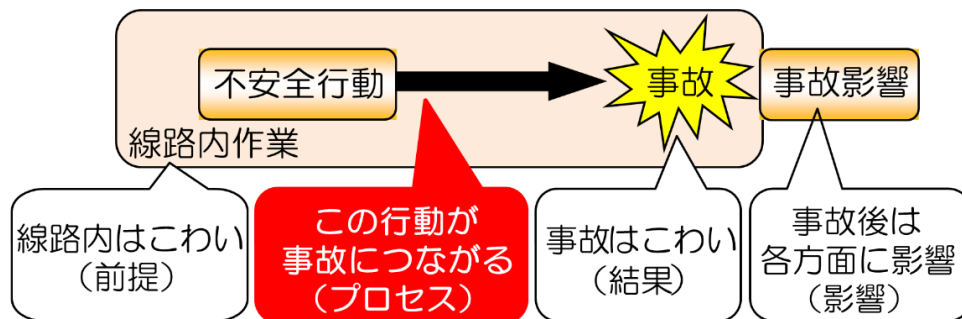 不安全行動
事故
事故影響
線路内作業
線路内はこわい
（前提）
この行動が
事故につながる
（プロセス）
事故はこわい
（結果）
事故後は
各方面に影響
（影響）